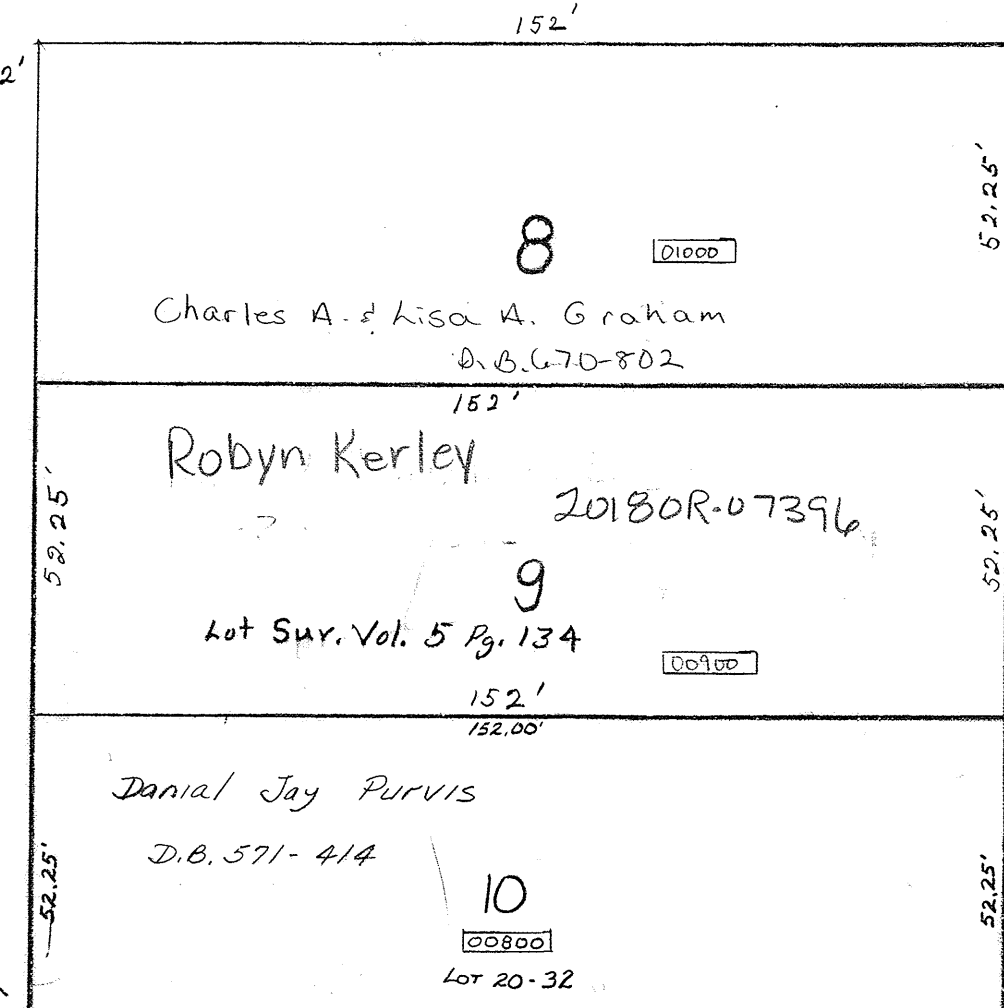 152'
2'
52.25'
8
01000
Charles A. & Lisa A. Graham
D.B. 670-802
152'
Robyn Kerley
2018OR-07396
52.25'
52.25'
9
Lot Sur. Vol. 5 Pg. 134
00900
152'
152.00'
Danial Jay Purvis
D.B. 571-414
52.25'
52.25'
10
00800
LOT 20-32